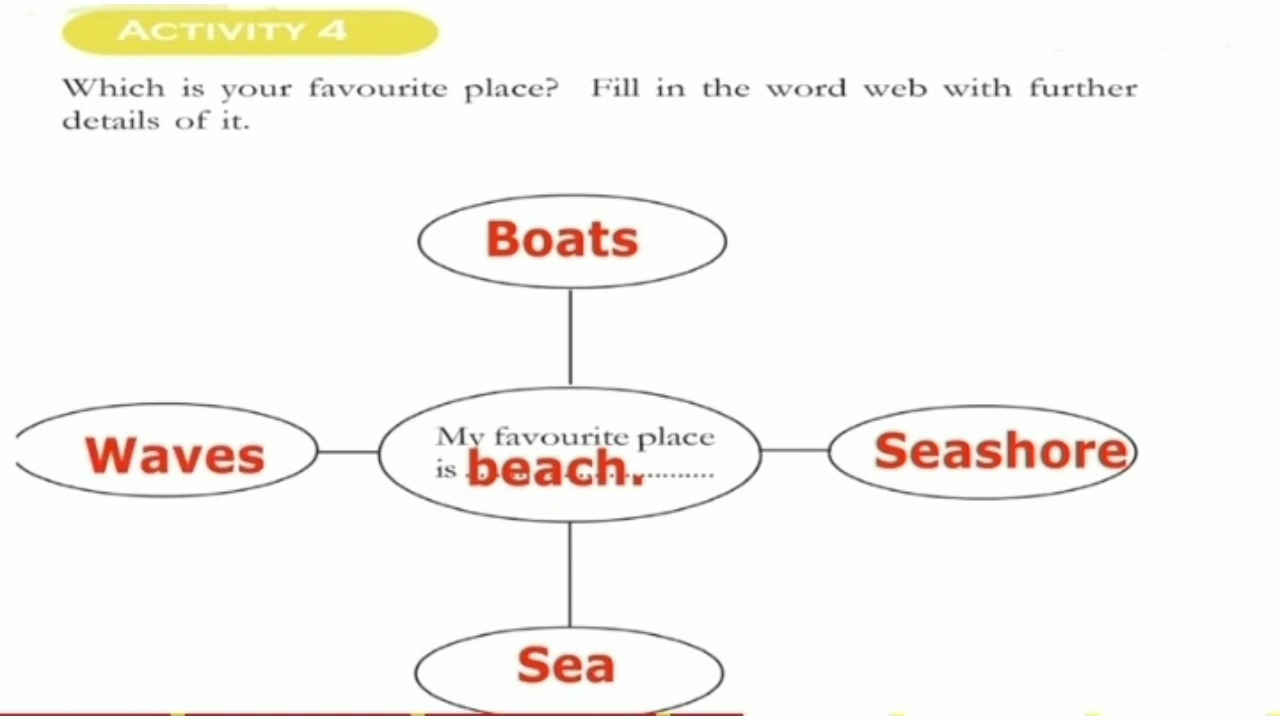 ACTIVITY 4
Which is your favourite place? Fill in the word web with further
details of it.
Boats
My favourite place
is beach. ........................
Waves
Seashore
Sea